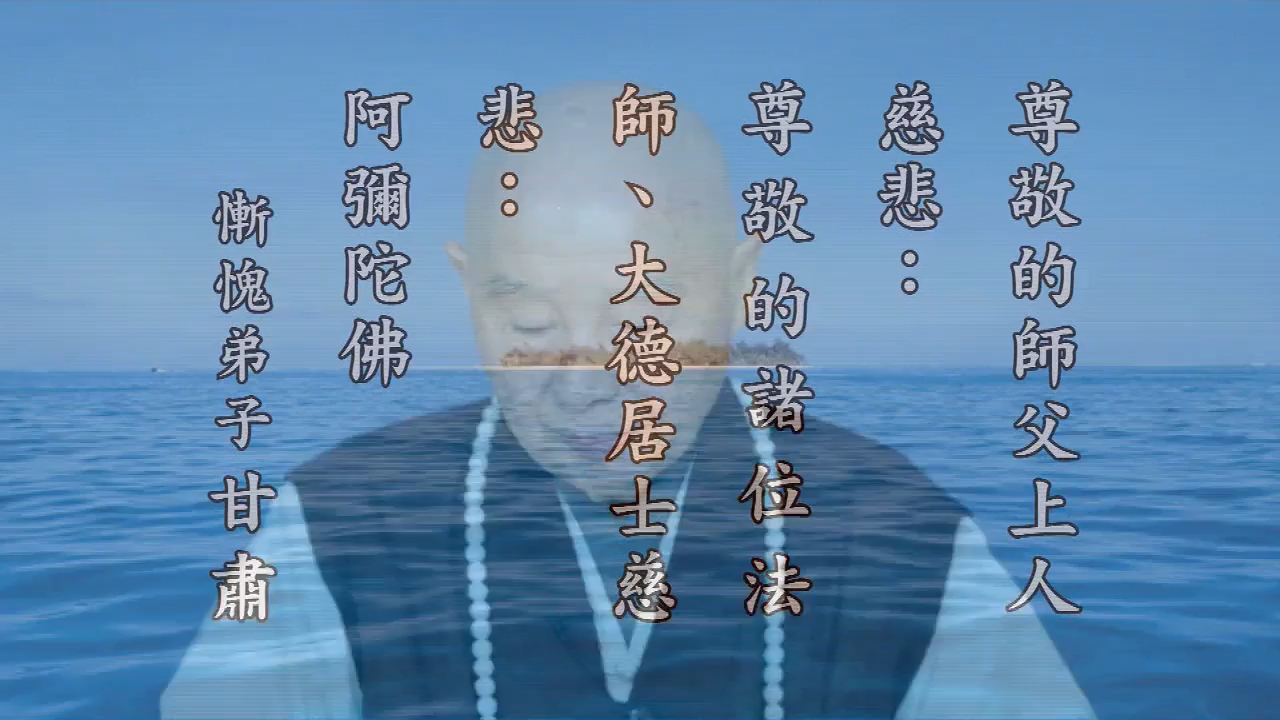 尊敬的師父上人
慈悲：
尊敬的諸位法
師、大德居士慈
悲：
阿彌陀佛
慚愧弟子甘肅